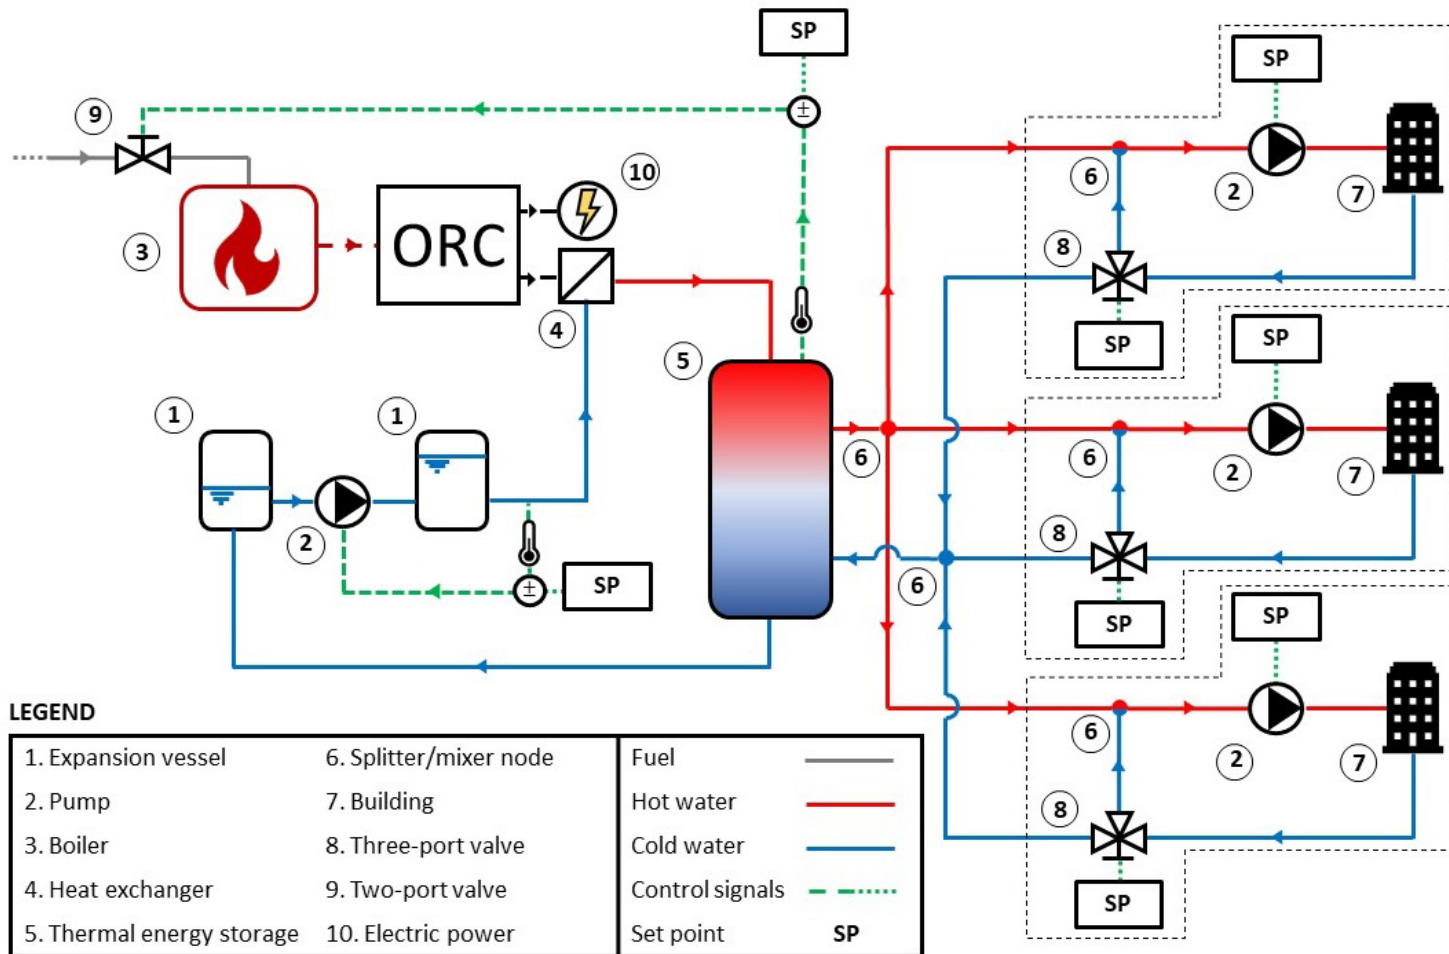 SP
SP
9
±
10
6
2
7
3
ORC
8
4
SP
SP
5
1
1
6
6
2
7
2
8
±
SP
6
SP
SP
6
2
7
LEGEND
8
1. Expansion vessel
2. Pump
3. Boiler
4. Heat exchanger
5. Thermal energy storage
6. Splitter/mixer node
7. Building
8. Three-port valve
9. Two-port valve
10. Electric power
Fuel
Hot water
Cold water
Control signals
Set point SP
SP